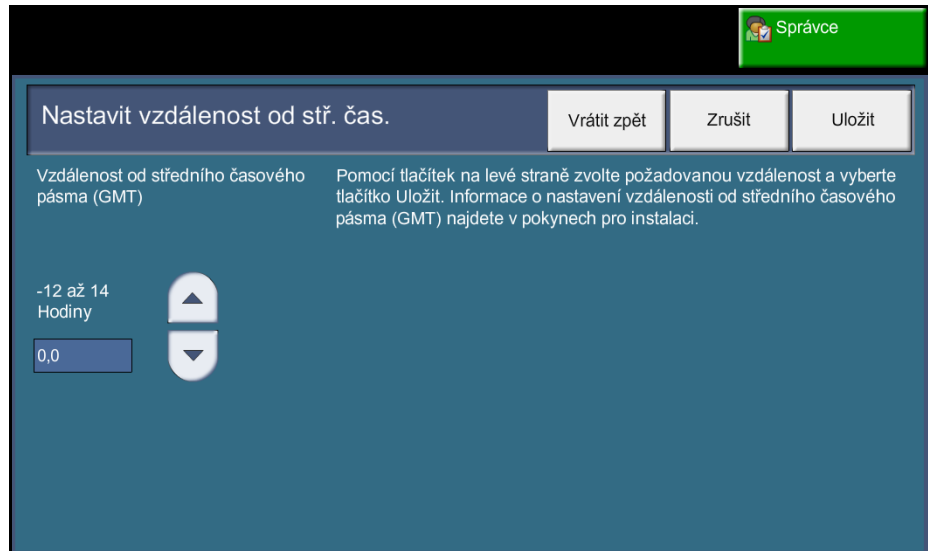 Správce
Nastavit vzdálenost od stř. čas.
Vrátit zpět
Zrušit
Uložit
Vzdálenost od středního časového
pásma (GMT)
Pomocí tlačítek na levé straně zvolte požadovanou vzdálenost a vyberte
tlačítko Uložit. Informace o nastavení vzdálenosti od středního časového
pásma (GMT) najdete v pokynech pro instalaci.
-12 až 14
Hodiny
0,0